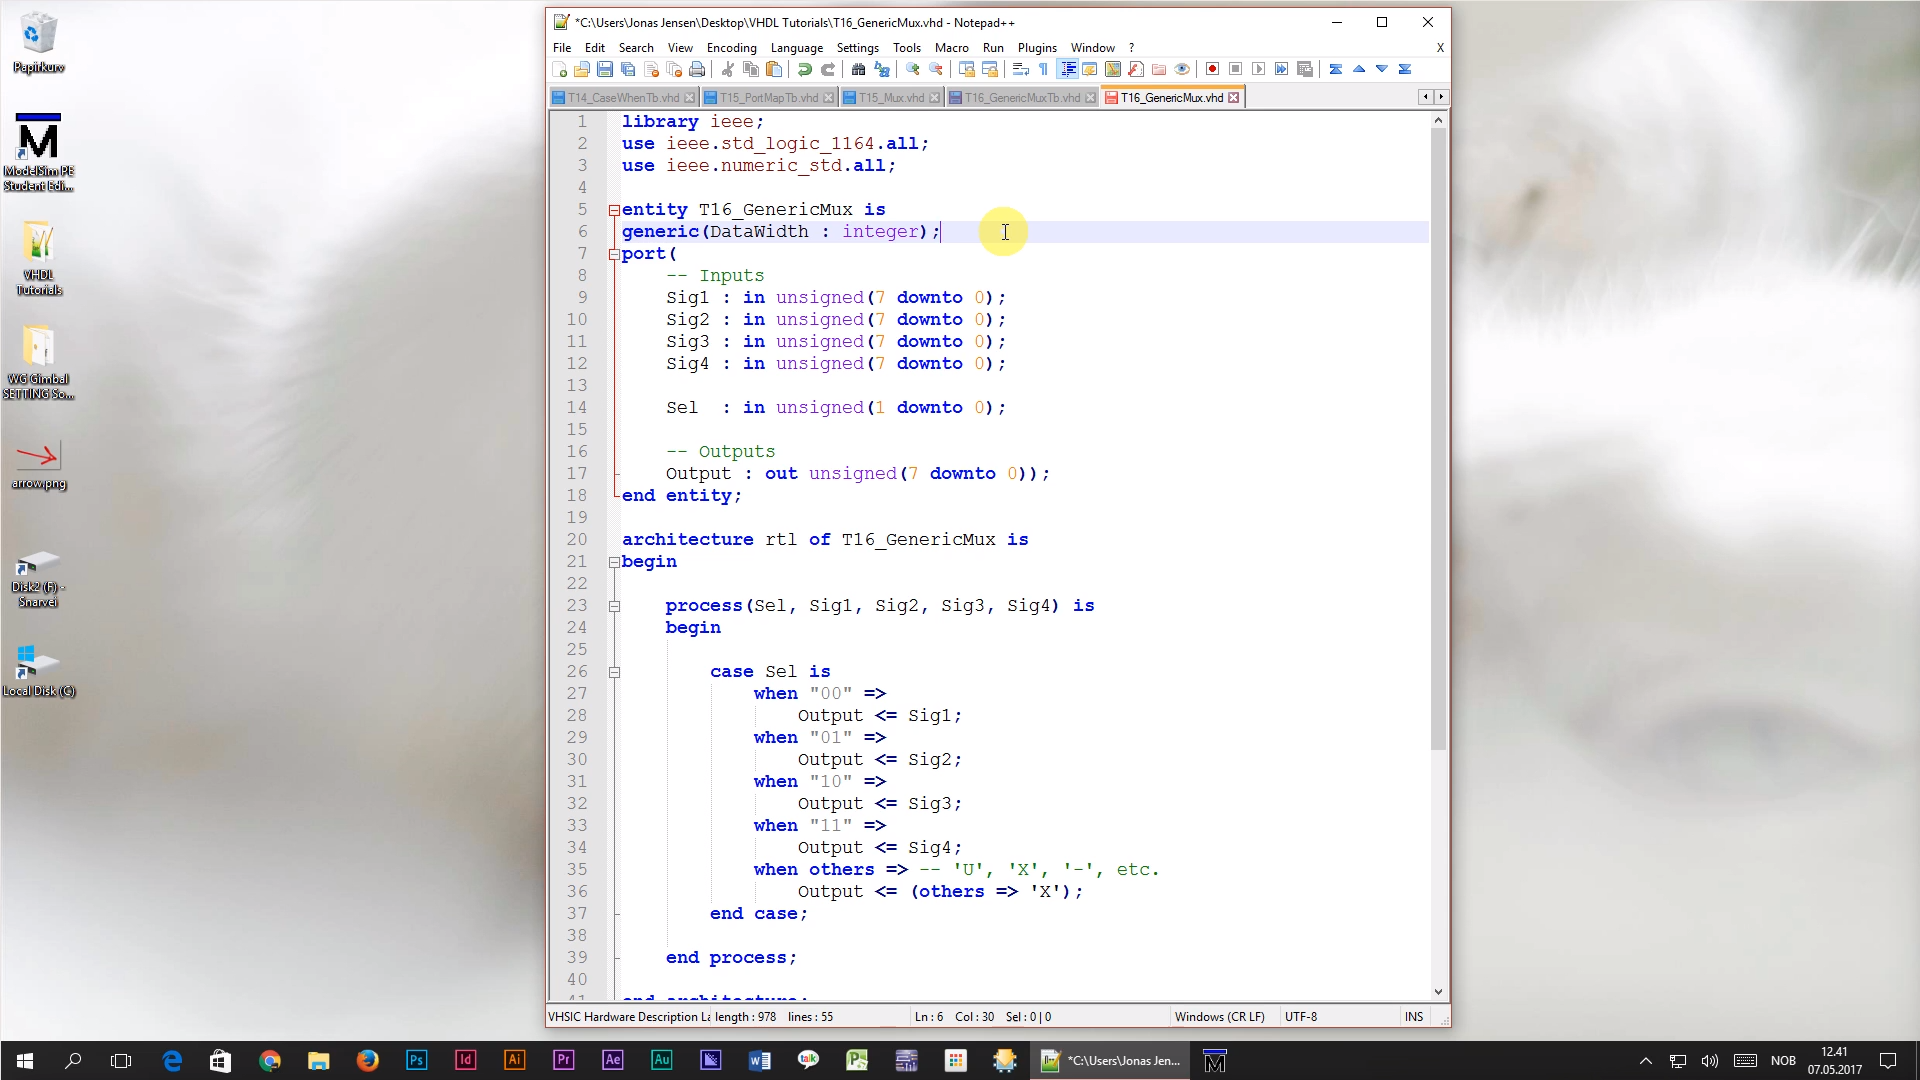 Papirkurv
ModelSim PE
Student Edi...
VHDL
Tutorials
WG Gimbal
SETTING So...
arrow.png
Disk2 (F) -
Snarvei
Local Disk (C)
*C:\Users\Jonas Jensen\Desktop\VHDL Tutorials\T16_GenericMux.vhd - Notepad++
File Edit Search View Encoding Language Settings Tools Macro Run Plugins Window ? X
T14_CaseWhenTb.vhd T15_PortMapTb.vhd T15_Mux.vhd T16_GenericMuxTb.vhd T16_GenericMux.vhd
1 library ieee;
2 use ieee.std_logic_1164.all;
3 use ieee.numeric_std.all;
4
5 entity T16_GenericMux is
6 generic(DataWidth : integer);
7 port(
8 -- Inputs
9 Sig1 : in unsigned(7 downto 0);
10 Sig2 : in unsigned(7 downto 0);
11 Sig3 : in unsigned(7 downto 0);
12 Sig4 : in unsigned(7 downto 0);
13
14 Sel : in unsigned(1 downto 0);
15
16 -- Outputs
17 Output : out unsigned(7 downto 0));
18 end entity;
19
20 architecture rtl of T16_GenericMux is
21 begin
22
23 process(Sel, Sig1, Sig2, Sig3, Sig4) is
24 begin
25
26 case Sel is
27 when "00" =>
28 Output <= Sig1;
29 when "01" =>
30 Output <= Sig2;
31 when "10" =>
32 Output <= Sig3;
33 when "11" =>
34 Output <= Sig4;
35 when others => -- 'U', 'X', '-', etc.
36 Output <= (others => 'X');
37 end case;
38
39 end process;
40
41 end architecture;
VHSIC Hardware Description La length : 978 lines : 55 Ln : 6 Col : 30 Sel : 0 | 0 Windows (CR LF) UTF-8 INS
*C:\Users\Jonas Jen... NOB 12.41
07.05.2017